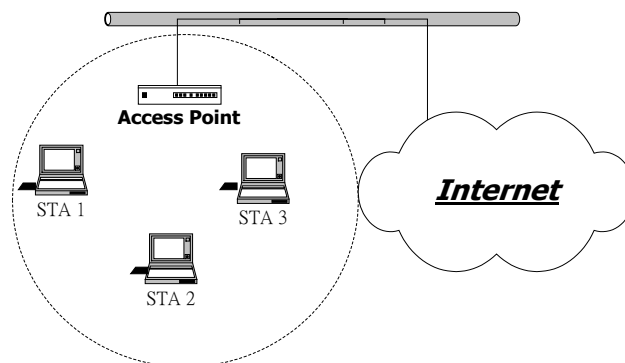 Access Point
STA 1
STA 3
Internet
STA 2